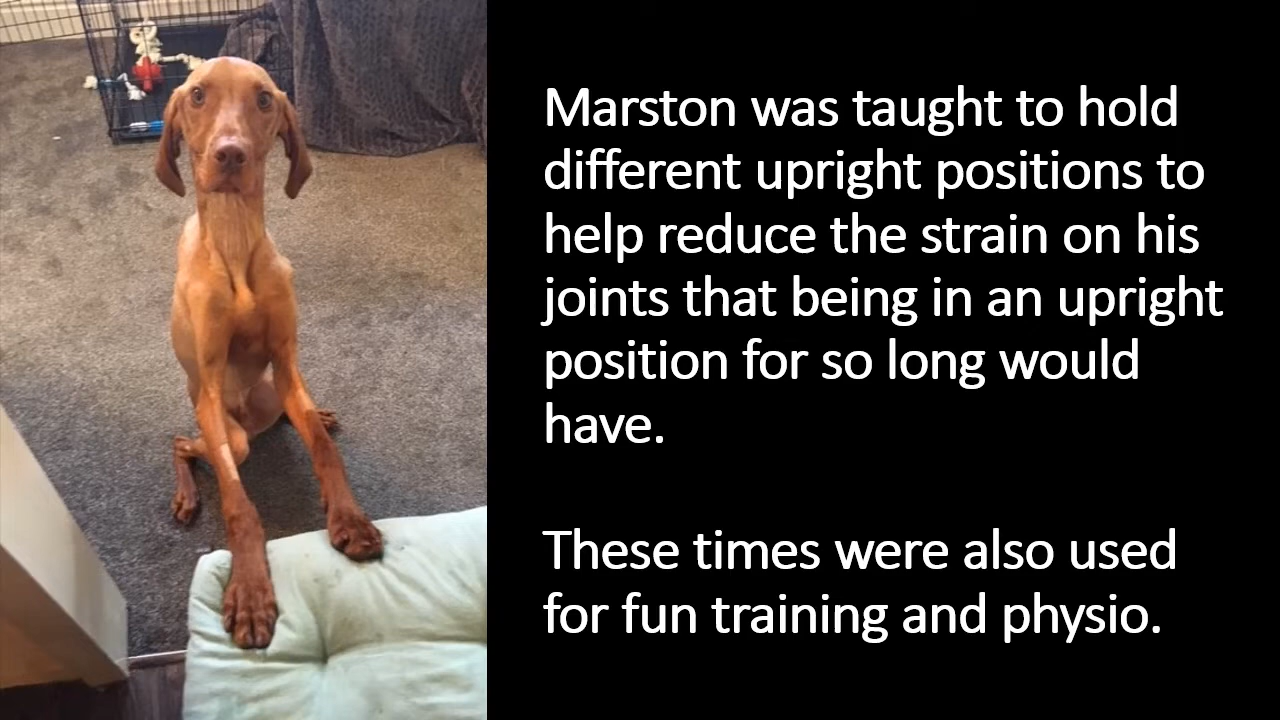 Marston was taught to hold
different upright positions to
help reduce the strain on his
joints that being in an upright
position for so long would
have.
These times were also used
for fun training and physio.